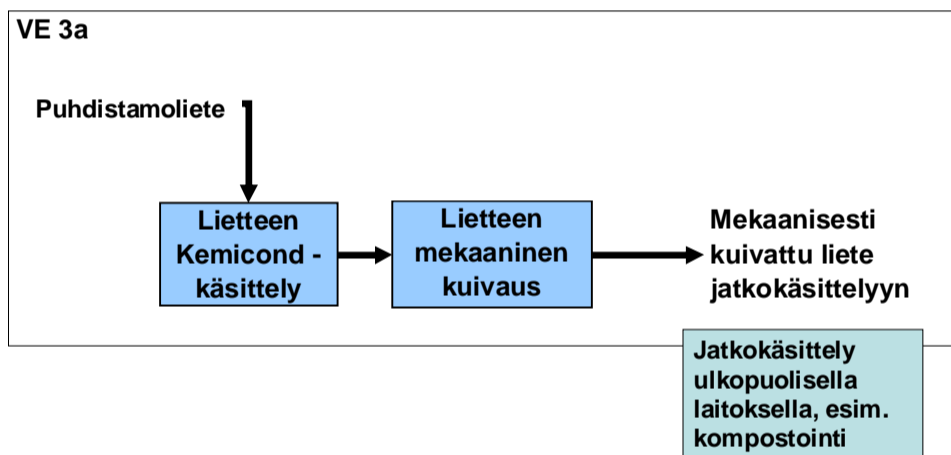 VE 3a
Puhdistamoliete
Lietteen
Kemicond -
käsittely
Lietteen
mekaaninen
kuivaus
Mekaanisesti
kuivattu liete
jatkokäsittelyyn
Jatkokäsittely
ulkopuolisella
laitoksella, esim.
kompostointi